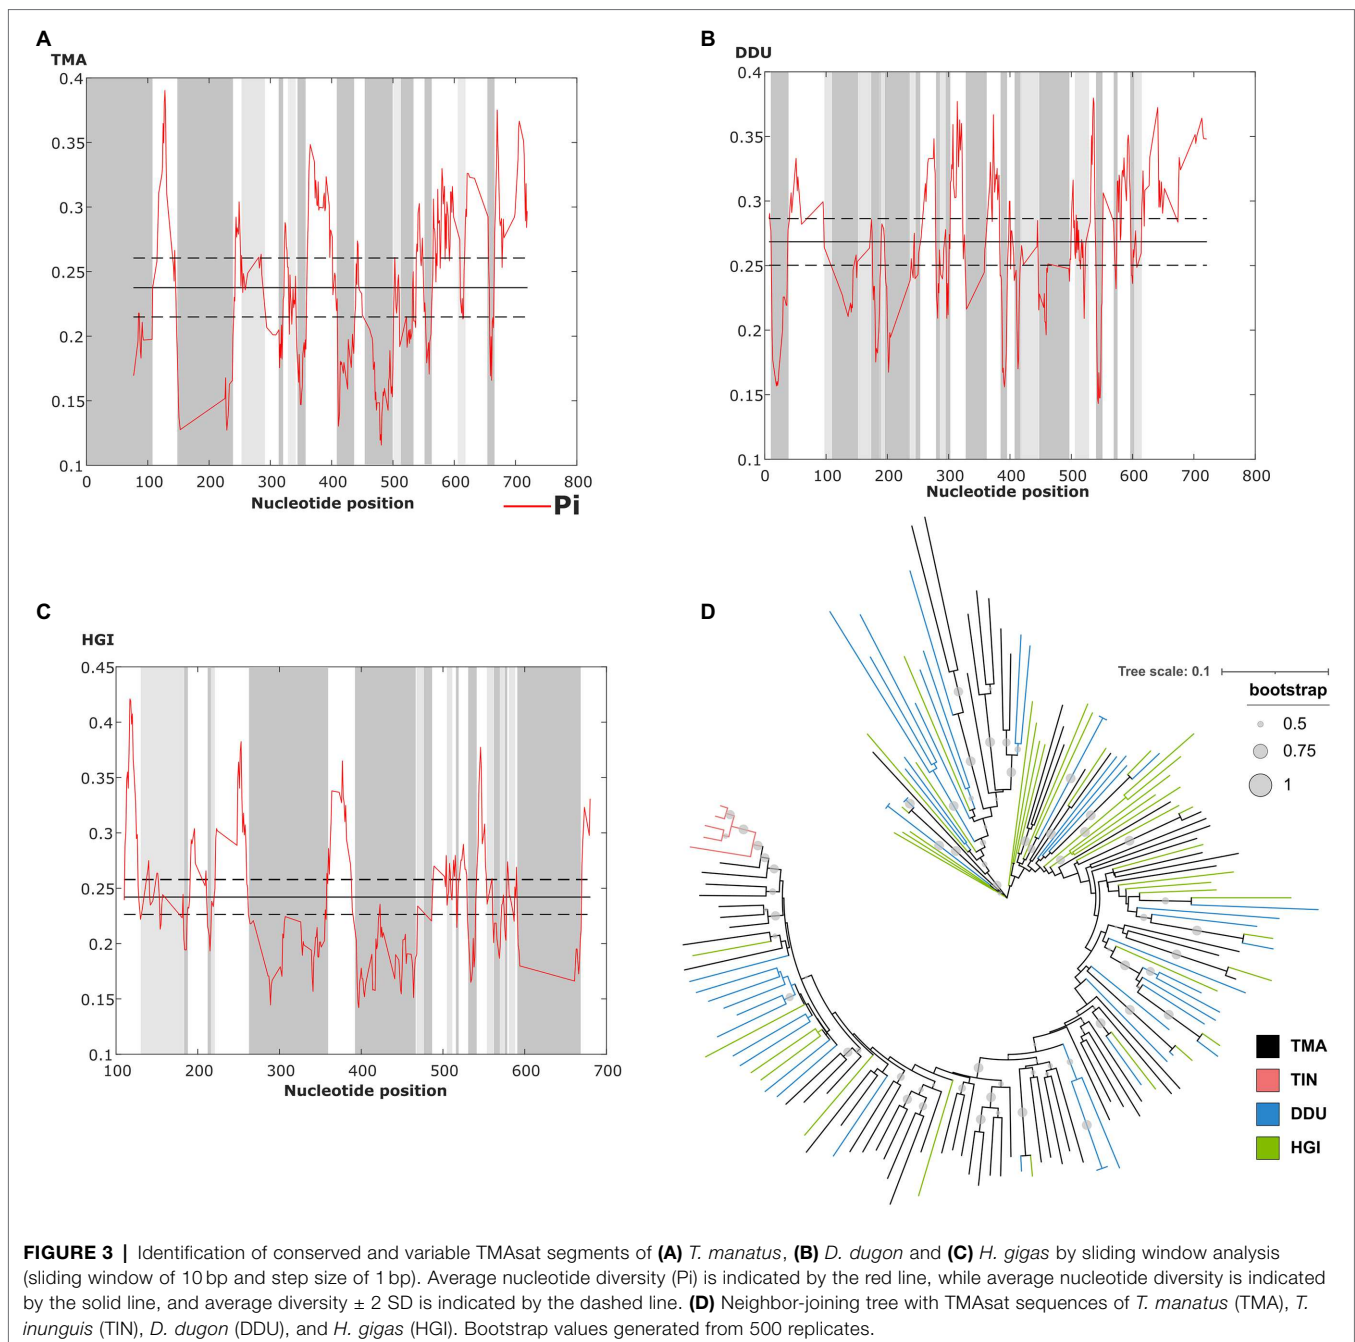 A
TMA
0.4
0.35
0.3
0.25
0.2
0.15
0.1
0 100 200 300 400 500 600 700 800
Nucleotide position
Pi
B
DDU
0.4
0.35
0.3
0.25
0.2
0.15
0.1
0 100 200 300 400 500 600 700 800
Nucleotide position
C
HGI
0.45
0.4
0.35
0.3
0.25
0.2
0.15
0.1
100 200 300 400 500 600 700
Nucleotide position
D
Tree scale: 0.1
bootstrap
0.5
0.75
1
TMA
TIN
DDU
HGI
FIGURE 3 | Identification of conserved and variable TMAsat segments of (A) T. manatus, (B) D. dugon and (C) H. gigas by sliding window analysis
(sliding window of 10 bp and step size of 1 bp). Average nucleotide diversity (Pi) is indicated by the red line, while average nucleotide diversity is indicated
by the solid line, and average diversity ± 2 SD is indicated by the dashed line. (D) Neighbor-joining tree with TMAsat sequences of T. manatus (TMA), T.
inunguis (TIN), D. dugon (DDU), and H. gigas (HGI). Bootstrap values generated from 500 replicates.